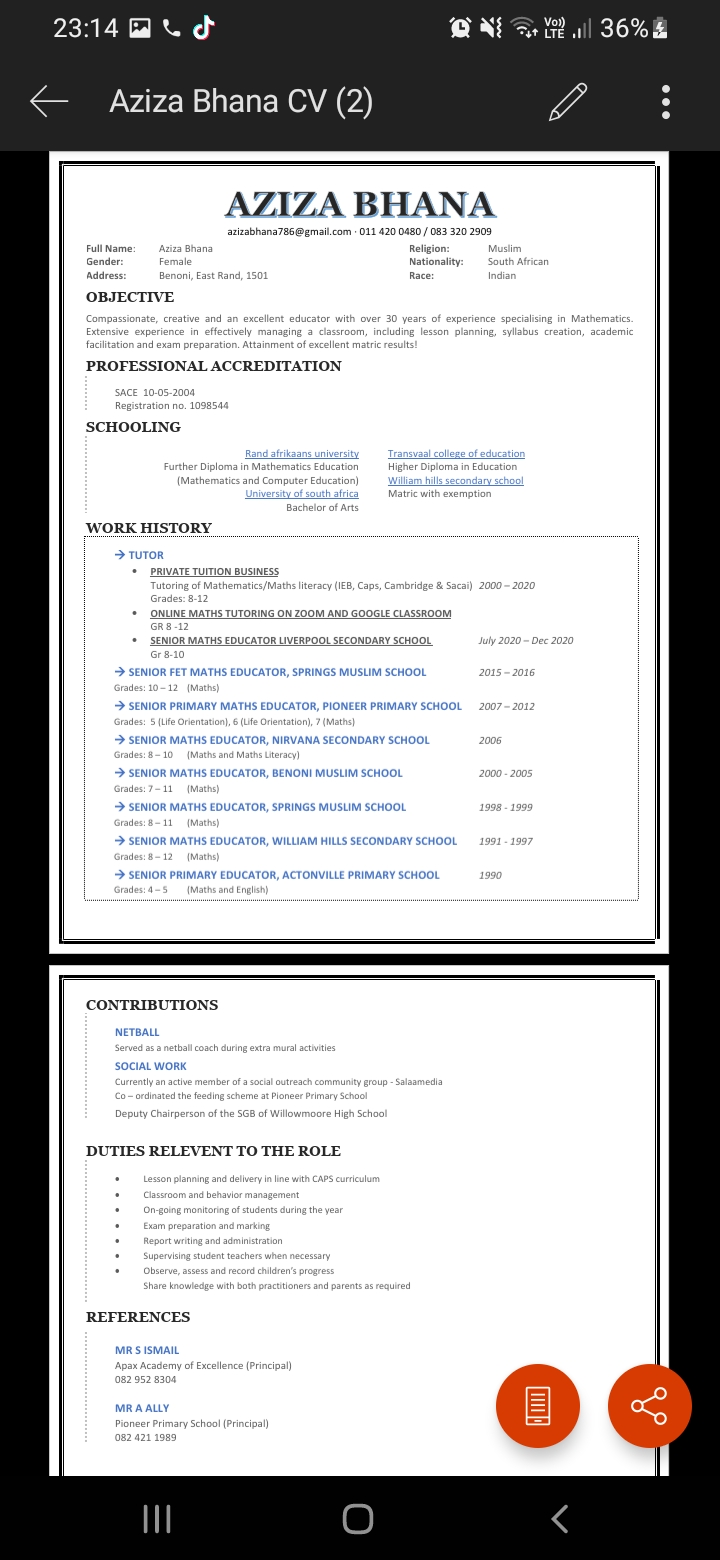 23:14
Vo))
LTE
36%
Aziza Bhana CV (2)
AZIZA BHANA
azizabhana786@gmail.com · 011 420 0480 / 083 320 2909
Full Name: Aziza Bhana Religion: Muslim
Gender: Female Nationality: South African
Address: Benoni, East Rand, 1501 Race: Indian
OBJECTIVE
Compassionate, creative and an excellent educator with over 30 years of experience specialising in Mathematics.
Extensive experience in effectively managing a classroom, including lesson planning, syllabus creation, academic
facilitation and exam preparation. Attainment of excellent matric results!
PROFESSIONAL ACCREDITATION
SACE 10-05-2004
Registration no. 1098544
SCHOOLING
Rand afrikaans university Transvaal college of education
Further Diploma in Mathematics Education Higher Diploma in Education
(Mathematics and Computer Education) William hills secondary school
University of south africa Matric with exemption
Bachelor of Arts
WORK HISTORY
→ TUTOR
• PRIVATE TUITION BUSINESS
Tutoring of Mathematics/Maths literacy (IEB, Caps, Cambridge & Sacai) 2000 – 2020
Grades: 8-12
• ONLINE MATHS TUTORING ON ZOOM AND GOOGLE CLASSROOM
GR 8 -12
• SENIOR MATHS EDUCATOR LIVERPOOL SECONDARY SCHOOL July 2020 – Dec 2020
Gr 8-10
→ SENIOR FET MATHS EDUCATOR, SPRINGS MUSLIM SCHOOL 2015 – 2016
Grades: 10 – 12 (Maths)
→ SENIOR PRIMARY MATHS EDUCATOR, PIONEER PRIMARY SCHOOL 2007 – 2012
Grades: 5 (Life Orientation), 6 (Life Orientation), 7 (Maths)
→ SENIOR MATHS EDUCATOR, NIRVANA SECONDARY SCHOOL 2006
Grades: 8 – 10 (Maths and Maths Literacy)
→ SENIOR MATHS EDUCATOR, BENONI MUSLIM SCHOOL 2000 - 2005
Grades: 7 – 11 (Maths)
→ SENIOR MATHS EDUCATOR, SPRINGS MUSLIM SCHOOL 1998 - 1999
Grades: 8 – 11 (Maths)
→ SENIOR MATHS EDUCATOR, WILLIAM HILLS SECONDARY SCHOOL 1991 - 1997
Grades: 8 – 12 (Maths)
→ SENIOR PRIMARY EDUCATOR, ACTONVILLE PRIMARY SCHOOL 1990
Grades: 4 – 5 (Maths and English)
CONTRIBUTIONS
NETBALL
Served as a netball coach during extra mural activities
SOCIAL WORK
Currently an active member of a social outreach community group - Salaamedia
Co – ordinated the feeding scheme at Pioneer Primary School
Deputy Chairperson of the SGB of Willowmoore High School
DUTIES RELEVENT TO THE ROLE
• Lesson planning and delivery in line with CAPS curriculum
• Classroom and behavior management
• On-going monitoring of students during the year
• Exam preparation and marking
• Report writing and administration
• Supervising student teachers when necessary
• Observe, assess and record children's progress
Share knowledge with both practitioners and parents as required
REFERENCES
MR S ISMAIL
Apax Academy of Excellence (Principal)
082 952 8304
MR A ALLY
Pioneer Primary School (Principal)
082 421 1989